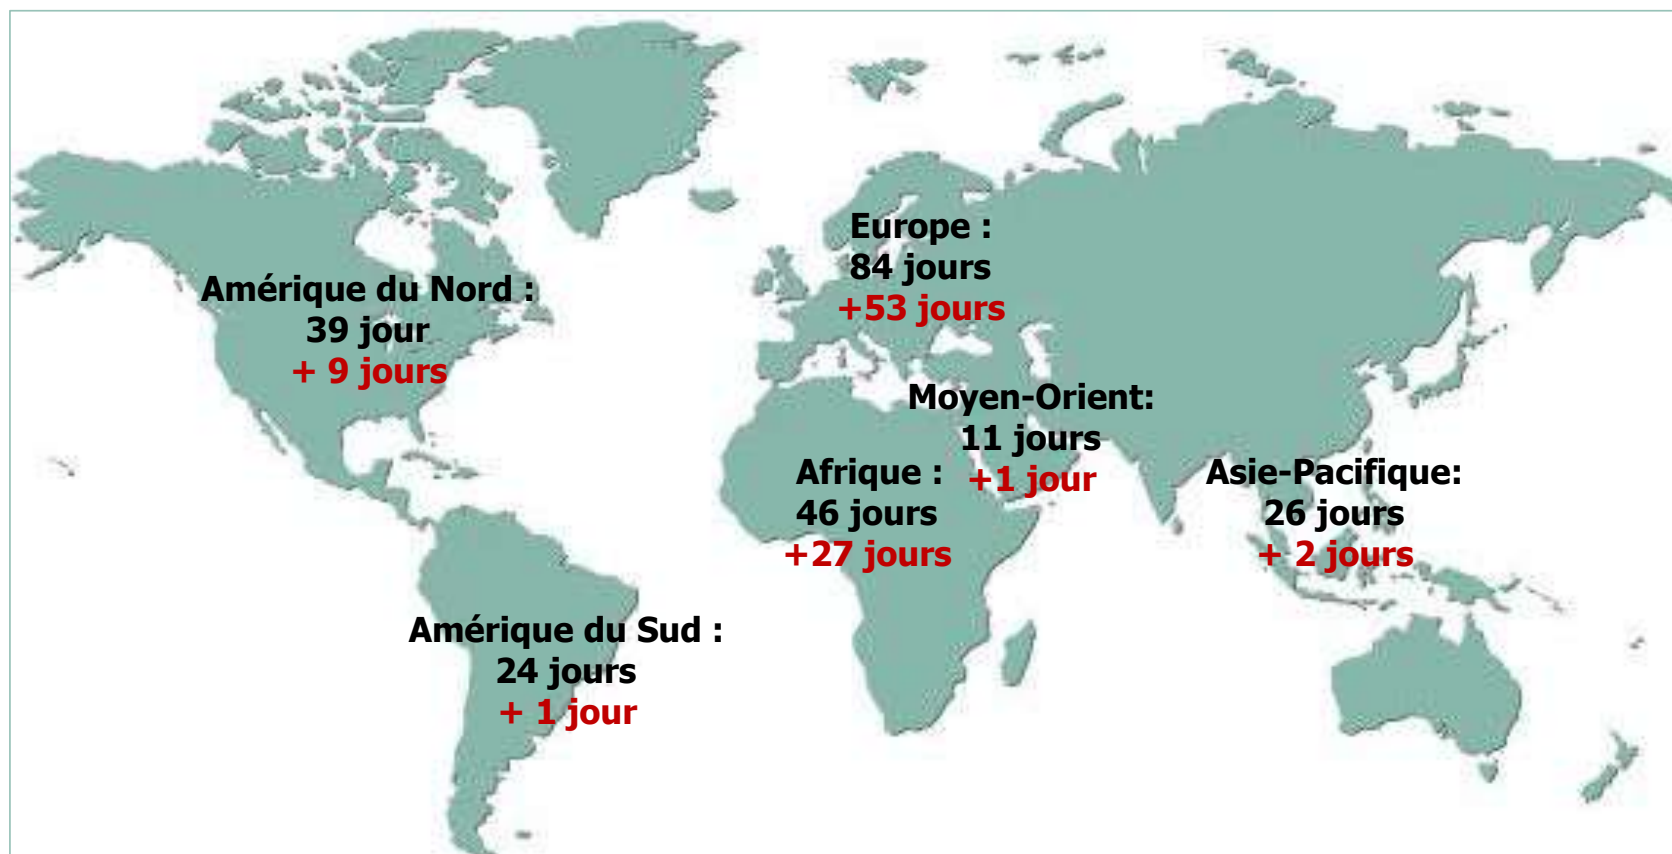 Europe :
84 jours
+53 jours
Amérique du Nord :
39 jour
+ 9 jours
Moyen-Orient:
11 jours
+1 jour
Afrique :
46 jours
+27 jours
Asie-Pacifique:
26 jours
+ 2 jours
Amérique du Sud :
24 jours
+ 1 jour